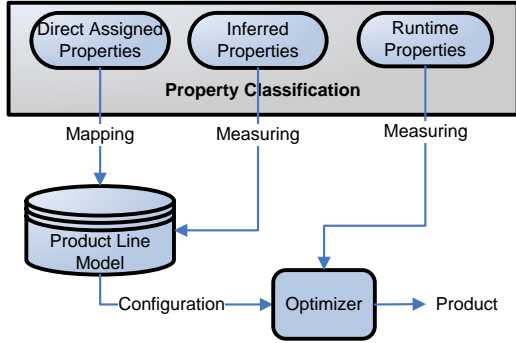 Direct Assigned
Properties
Inferred
Properties
Runtime
Properties
Property Classification
Mapping
Measuring
Measuring
Product Line
Model
Configuration
Optimizer
Product